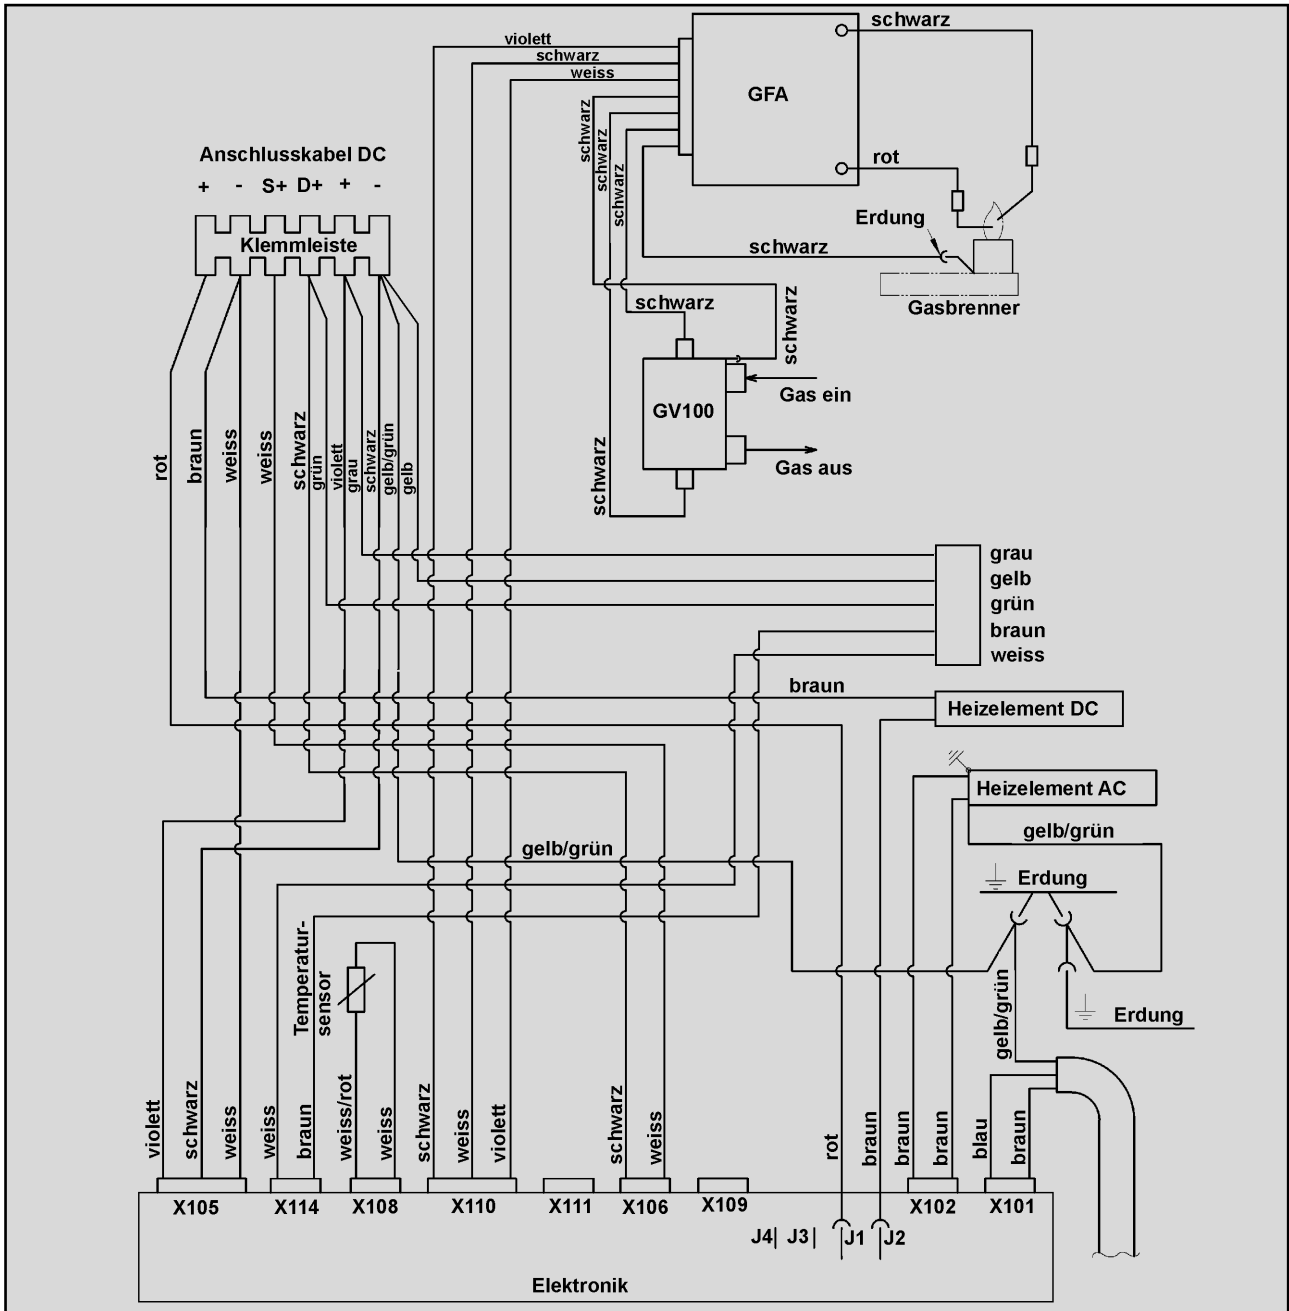 schwarz
violett
schwarz
weiss
GFA
schwarz
schwarz
schwarz
rot
Anschlusskabel DC
+ - S+ D+ + -
Klemmleiste
Erdung
schwarz
Gasbrenner
schwarz
schwarz
Gas ein
GV100
Gas aus
schwarz
rot
braun
weiss
weiss
schwarz
grün
violett
grau
schwarz
gelb/grün
gelb
grau
gelb
grün
braun
weiss
braun
Heizelement DC
Heizelement AC
gelb/grün
gelb/grün
Erdung
Temperatur-
sensor
gelb/grün
Erdung
violett
schwarz
weiss
weiss
braun
weiss/rot
weiss
schwarz
weiss
violett
schwarz
weiss
rot
braun
braun
braun
blau
braun
X105
X114
X108
X110
X111
X106
X109
X102
X101
J4 J3 J1 J2
Elektronik